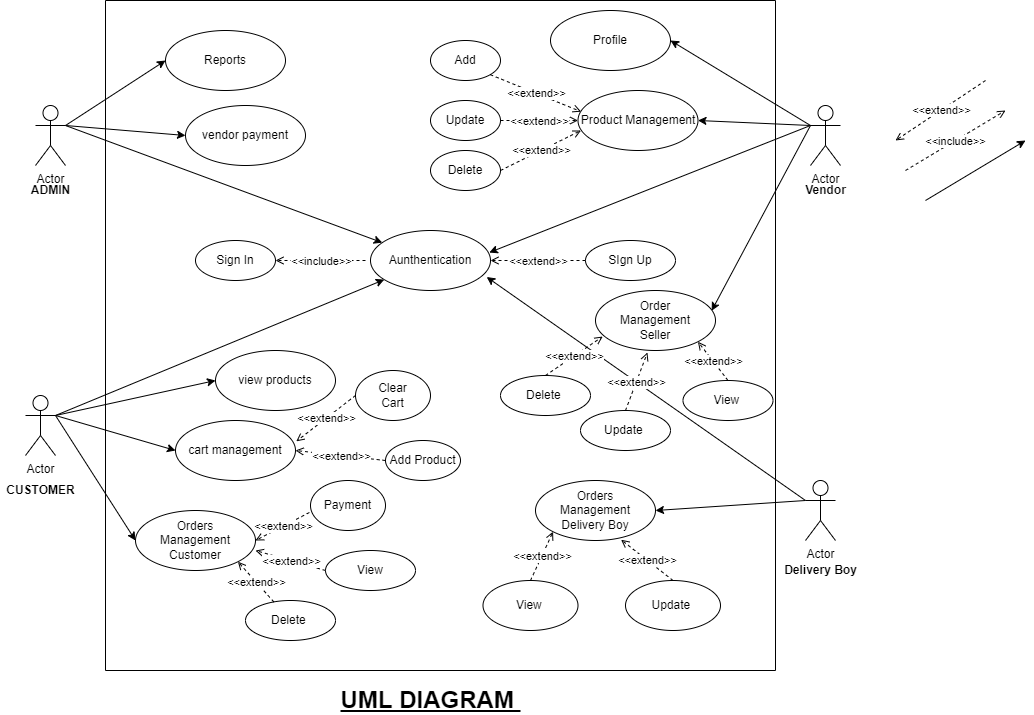 Profile
Reports
Add
<<extend>>
Update
<<extend>>
Product Management
<<extend>>
Delete
vendor payment
Actor
ADMIN
Actor
Vendor
<<extend>>
<<include>>
Sign In
<<include>>
Aunthentication
<<extend>>
SIgn Up
Order
Management
Seller
<<extend>>
<<extend>>
<<extend>>
Delete
Update
View
view products
Clear
Cart
<<extend>>
cart management
<<extend>>
Add Product
Actor
CUSTOMER
Payment
<<extend>>
Orders
Management
Customer
<<extend>>
View
<<extend>>
Delete
Orders
Management
Delivery Boy
<<extend>>
<<extend>>
View
Update
Actor
Delivery Boy
UML DIAGRAM